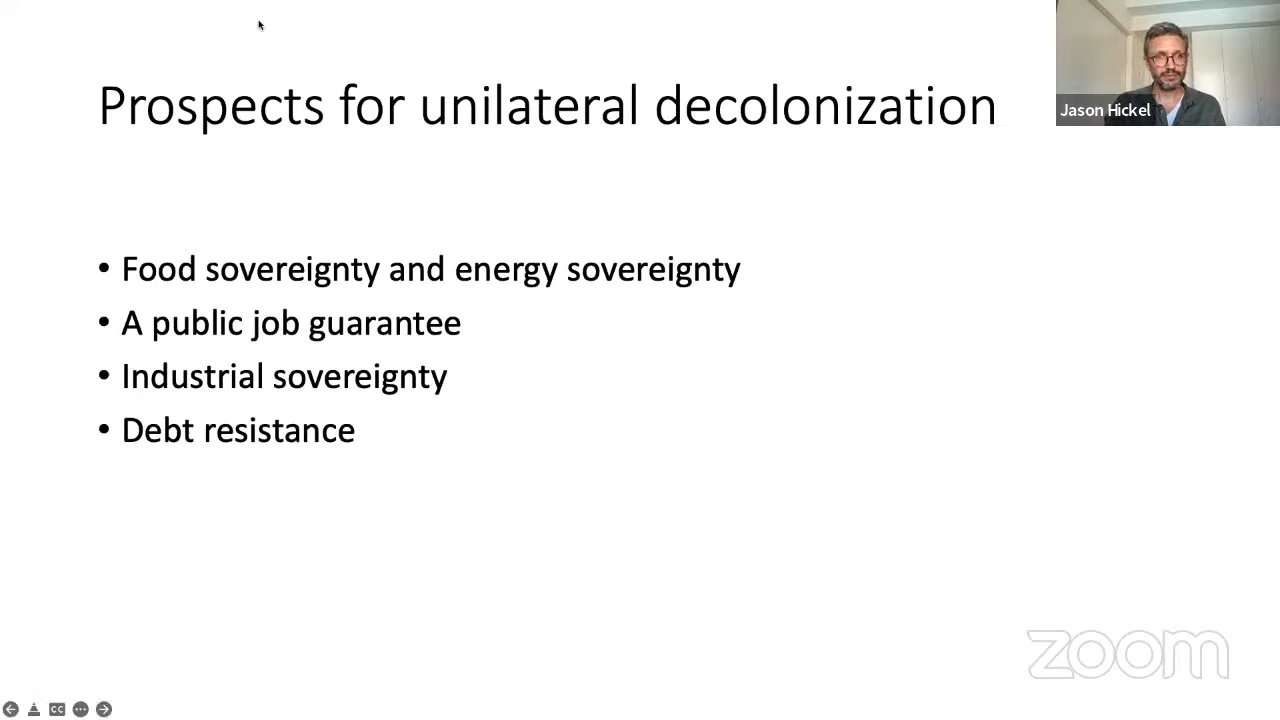 Prospects for unilateral decolonization
Jason Hickel
• Food sovereignty and energy sovereignty
• A public job guarantee
• Industrial sovereignty
• Debt resistance
zoom
CC